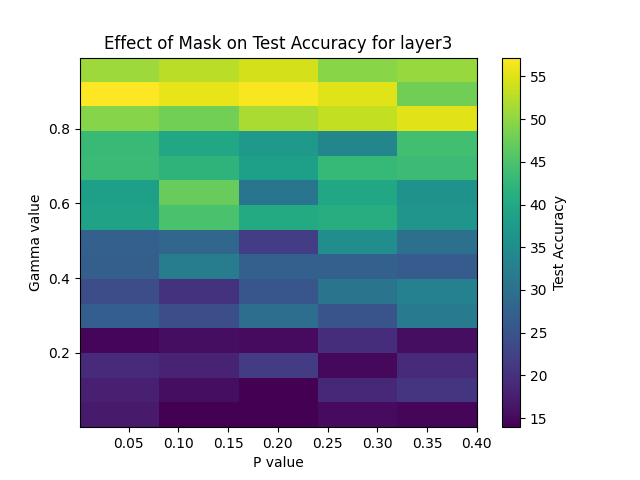 Effect of Mask on Test Accuracy for layer3
Gamma value
0.8
0.6
0.4
0.2
0.05 0.10 0.15 0.20 0.25 0.30 0.35 0.40
P value
55
50
45
40
35
30
25
20
15
Test Accuracy